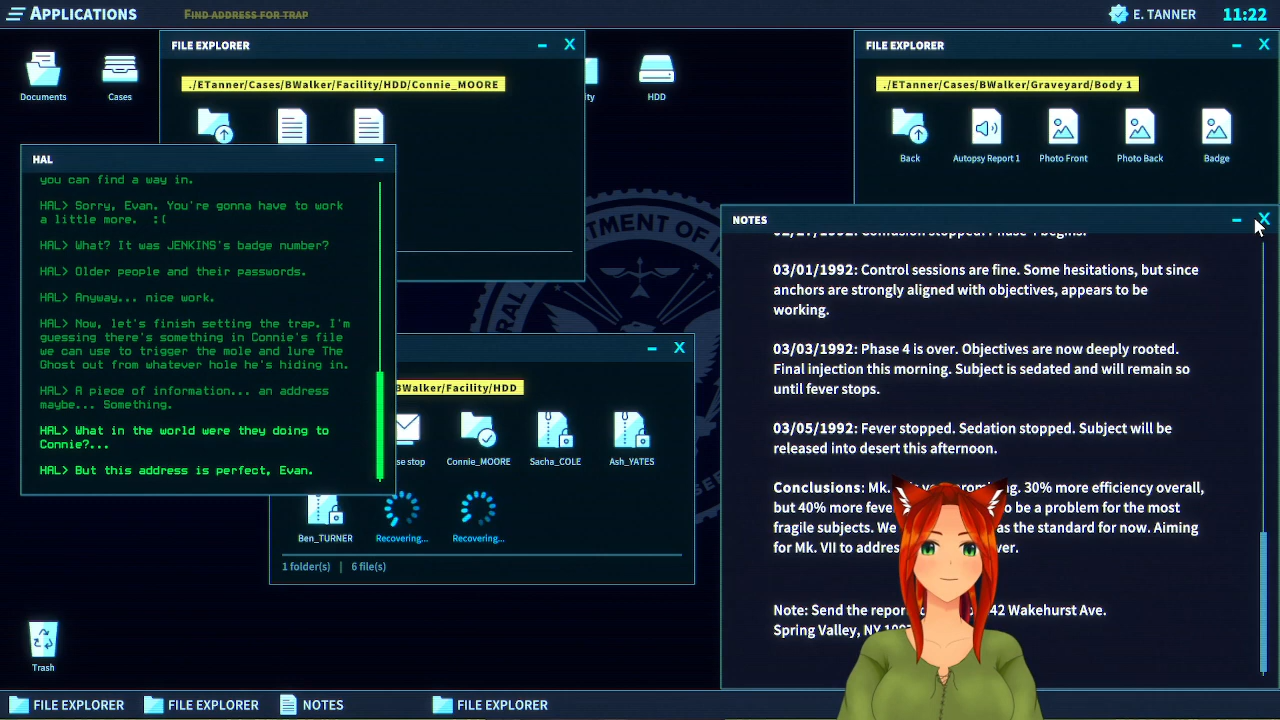 APPLICATIONS
FIND ADDRESS FOR TRAP
E. TANNER
11:22
FILE EXPLORER
./ETanner/Cases/BWalker/Facility/HDD/Connie_MOORE
Documents
Cases
HDD
FILE EXPLORER
./ETanner/Cases/BWalker/Graveyard/Body 1
Back
Autopsy Report 1
Photo Front
Photo Back
Badge
HAL
you can find a way in.
HAL> Sorry, Evan. You're gonna have to work
a little more. :(
HAL> What? It was JENKINS's badge number?
HAL> Older people and their passwords.
HAL> Anyway... nice work.
HAL> Now, let's finish setting the trap. I'm
guessing there's something in Connie's file
we can use to trigger the mole and lure The
Ghost out from whatever hole he's hiding in.
HAL> A piece of information... an address
maybe... Something.
HAL> What in the world were they doing to
Connie?...
HAL> But this address is perfect, Evan.
BWalker/Facility/HDD
se stop
Connie_MOORE
Sacha_COLE
Ash_YATES
Ben_TURNER
Recovering...
Recovering...
1 folder(s) | 6 file(s)
NOTES
03/01/1992: Control sessions are fine. Some hesitations, but since
anchors are strongly aligned with objectives, appears to be
working.
03/03/1992: Phase 4 is over. Objectives are now deeply rooted.
Final injection this morning. Subject is sedated and will remain so
until fever stops.
03/05/1992: Fever stopped. Sedation stopped. Subject will be
released into desert this afternoon.
Conclusions: Mk. 30% more efficiency overall,
but 40% more feve to be a problem for the most
fragile subjects. We as the standard for now. Aiming
for Mk. VII to addres ver.
Note: Send the repor 42 Wakehurst Ave.
Spring Valley, NY
Trash
FILE EXPLORER
FILE EXPLORER
NOTES
FILE EXPLORER